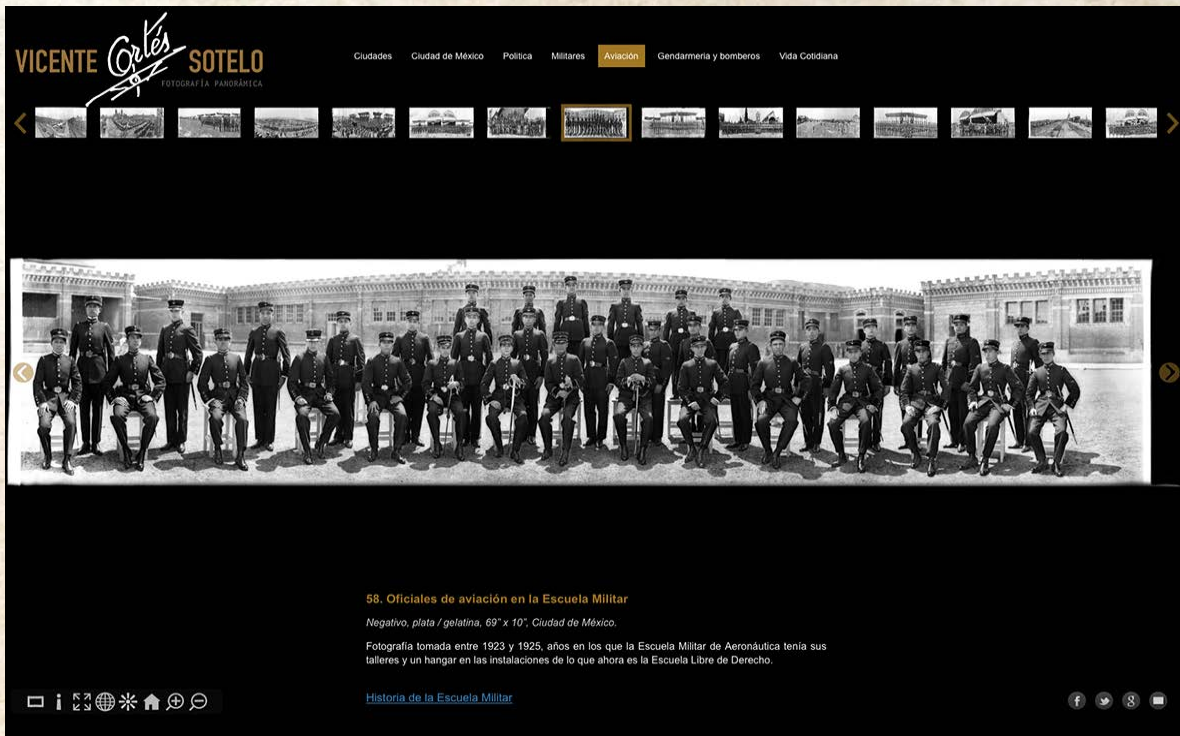 VICENTE Cortés SOTELO
FOTOGRAFÍA PANORÁMICA
Ciudades Ciudad de México Política Militares Aviación Gendarmería y bomberos Vida Cotidiana
58. Oficiales de aviación en la Escuela Militar
Negativo, plata / gelatina, 69" x 10", Ciudad de México.
Fotografía tomada entre 1923 y 1925, años en los que la Escuela Militar de Aeronáutica tenía sus
talleres y un hangar en las instalaciones de lo que ahora es la Escuela Libre de Derecho.
Historia de la Escuela Militar